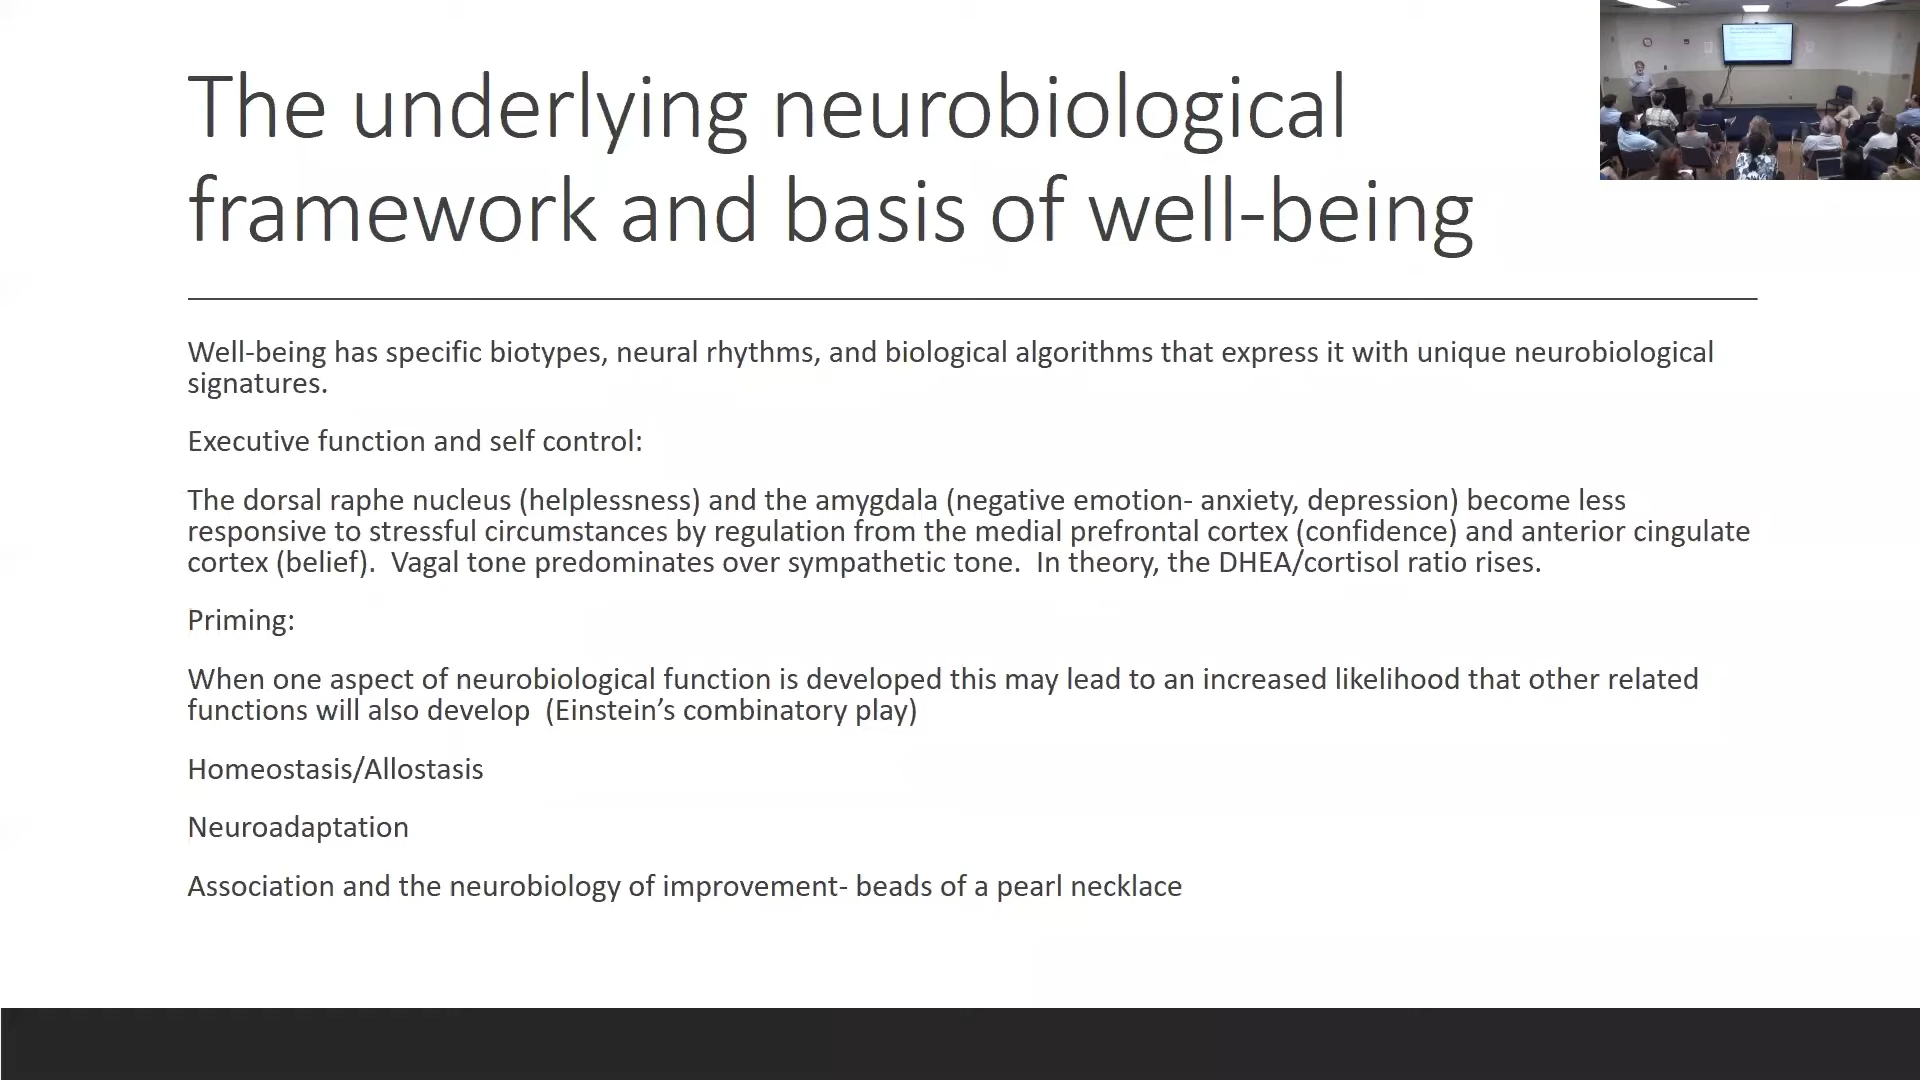 The underlying neurobiological
framework and basis of well-being
Well-being has specific biotypes, neural rhythms, and biological algorithms that express it with unique neurobiological
signatures.
Executive function and self control:
The dorsal raphe nucleus (helplessness) and the amygdala (negative emotion- anxiety, depression) become less
responsive to stressful circumstances by regulation from the medial prefrontal cortex (confidence) and anterior cingulate
cortex (belief).  Vagal tone predominates over sympathetic tone.  In theory, the DHEA/cortisol ratio rises.
Priming:
When one aspect of neurobiological function is developed this may lead to an increased likelihood that other related
functions will also develop  (Einstein’s combinatory play)
Homeostasis/Allostasis
Neuroadaptation
Association and the neurobiology of improvement- beads of a pearl necklace